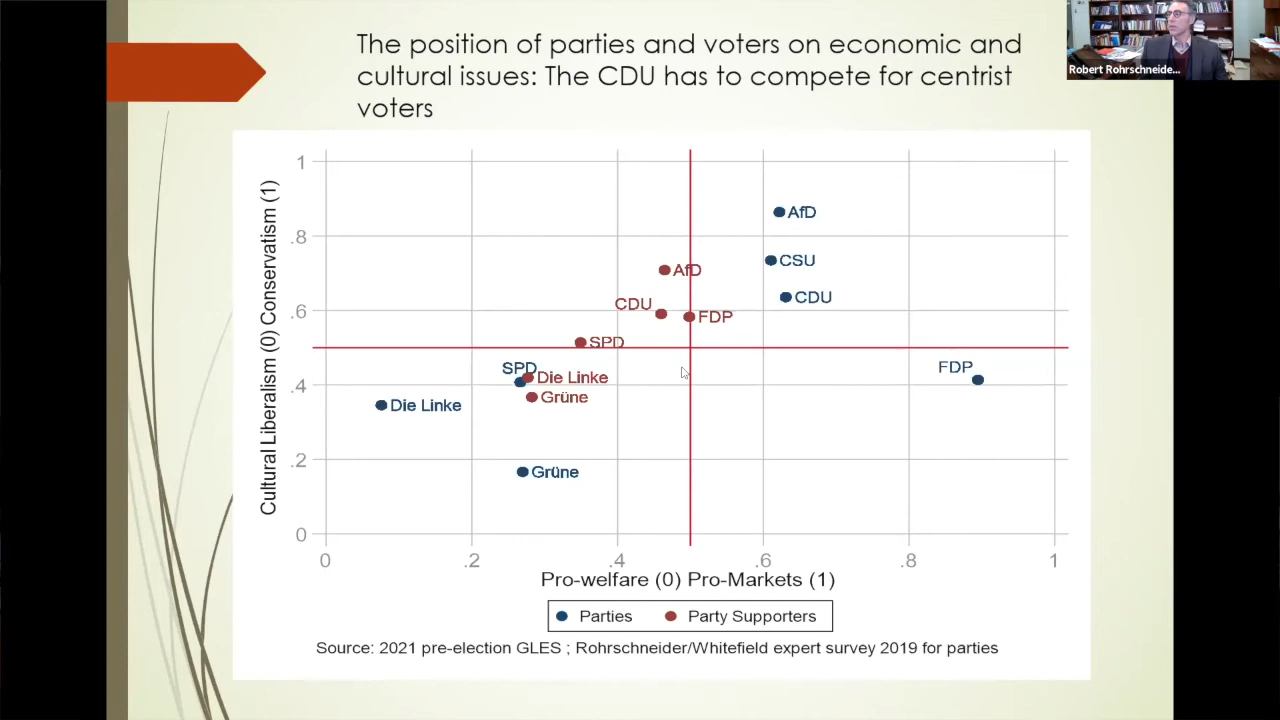 The position of parties and voters on economic and
cultural issues: The CDU has to compete for centrist
voters
Robert Rohrschneide...
Cultural Liberalism (0) Conservatism (1)
1
.8
.6
.4
.2
0
AfD
CSU
AfD
CDU
CDU
FDP
SPD
SPD
FDP
Die Linke
Grüne
Die Linke
Grüne
0
.2
.4
.6
.8
1
Pro-welfare (0) Pro-Markets (1)
Parties
Party Supporters
Source: 2021 pre-election GLES ; Rohrschneider/Whitefield expert survey 2019 for parties